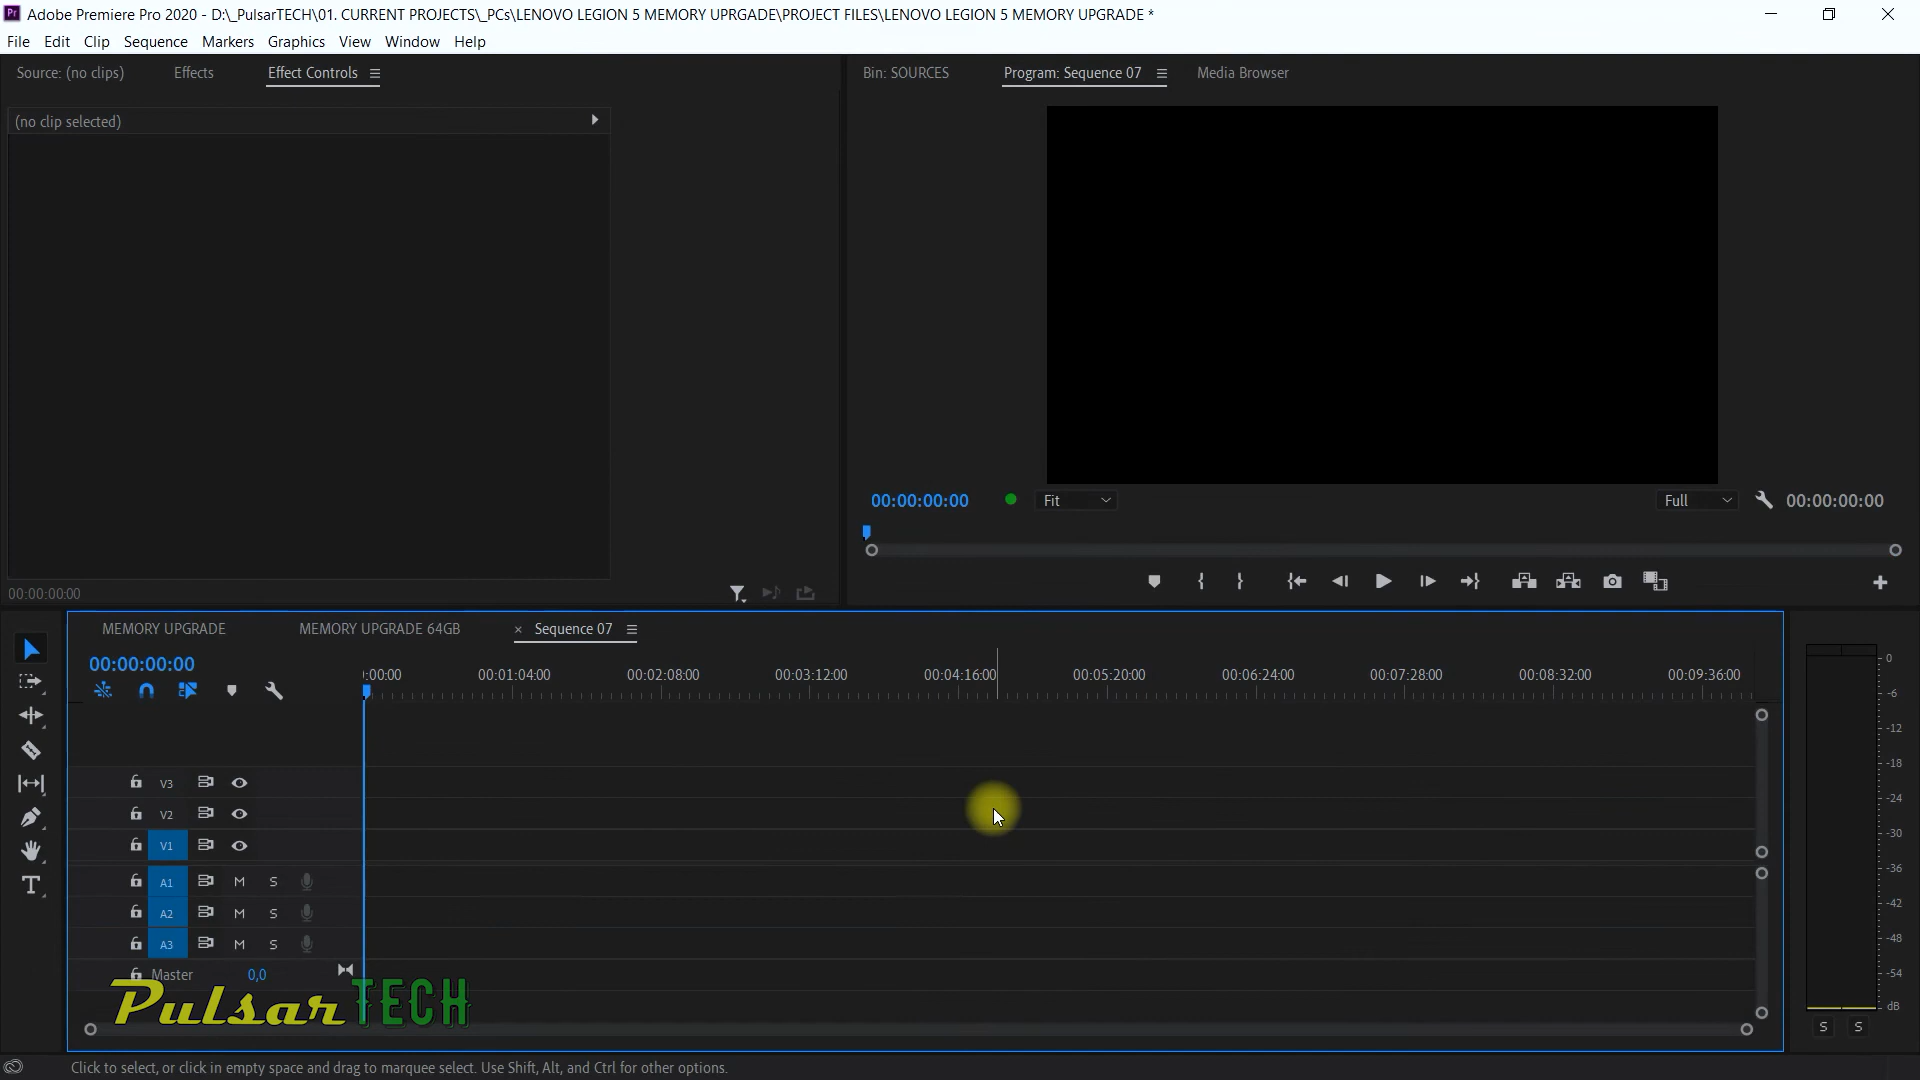 Adobe Premiere Pro 2020 - D:\_PulsarTECH\01. CURRENT PROJECTS\_PCs\LENOVO LEGION 5 MEMORY UPRGADE\PROJECT FILES\LENOVO LEGION 5 MEMORY UPGRADE *
File Edit Clip Sequence Markers Graphics View Window Help
Source: (no clips) Effects Effect Controls Bin: SOURCES Program: Sequence 07 Media Browser
(no clip selected)
00:00:00:00 Fit Full 00:00:00:00
00:00:00:00
MEMORY UPGRADE MEMORY UPGRADE 64GB × Sequence 07
00:00:00:00
:00:00 00:01:04:00 00:02:08:00 00:03:12:00 00:04:16:00 00:05:20:00 00:06:24:00 00:07:28:00 00:08:32:00 00:09:36:00
V3
V2
V1
A1 M S
A2 M S
A3 M S
Master 0,0
PulsarTECH
0
-6
-12
-18
-24
-30
-36
-42
-48
-54
dB
S S
Click to select, or click in empty space and drag to marquee select. Use Shift, Alt, and Ctrl for other options.